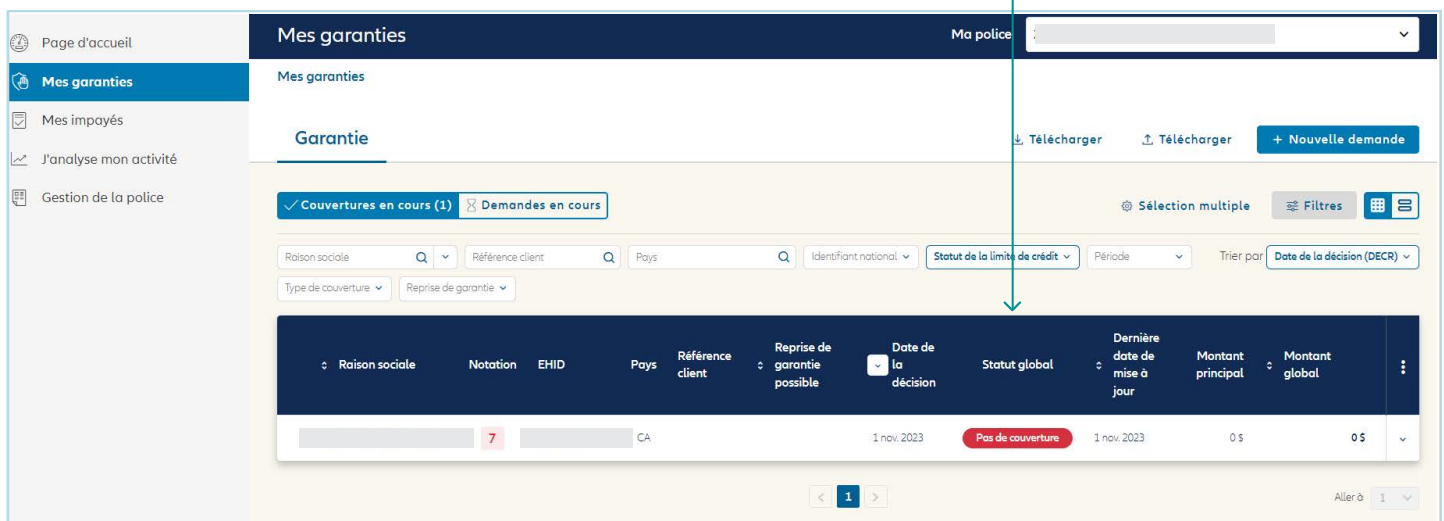 Page d'accueil
Mes garanties
Mes impayés
J'analyse mon activité
Gestion de la police
Mes garanties
Ma police
Mes garanties
Garantie
Télécharger
Télécharger
+ Nouvelle demande
Couvertures en cours (1)
Demandes en cours
Sélection multiple
Filtres
Raison sociale
Référence client
Pays
Identifiant national
Statut de la limite de crédit
Période
Trier par
Date de la décision (DECR)
Type de couverture
Reprise de garantie
Raison sociale
Notation
EHID
Pays
Référence
client
Reprise de
garantie
possible
Date de
la
décision
Statut global
Dernière
date de
mise à
jour
Montant
principal
Montant
global
7
CA
1 nov. 2023
Pas de couverture
1 nov. 2023
0 $
0 $
1
Aller à
1